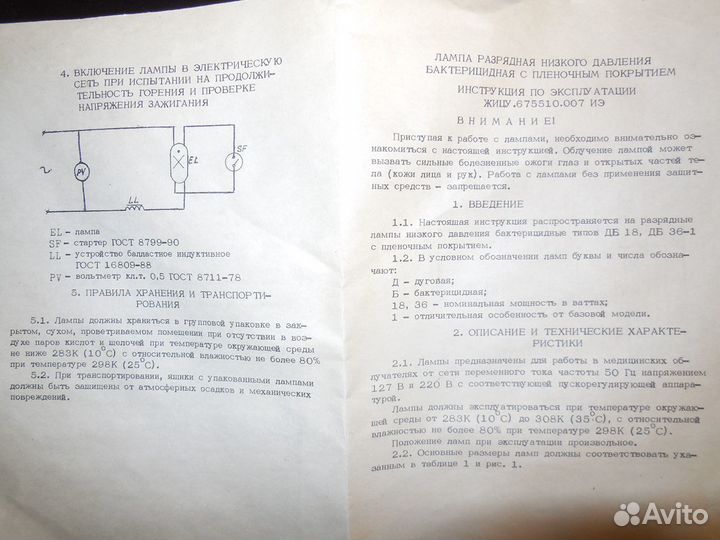 4. ВКЛЮЧЕНИЕ ЛАМПЫ В ЭЛЕКТРИЧЕСКУЮ
СЕТЬ ПРИ ИСПЫТАНИИ НА ПРОДОЛЖИ-
ТЕЛЬНОСТЬ ГОРЕНИЯ И ПРОВЕРКЕ
НАПРЯЖЕНИЯ ЗАЖИГАНИЯ
~
PV
EL
SF
LL
EL – лампа
SF – стартер ГОСТ 8799-90
LL – устройство балластное индуктивное
ГОСТ 16809-88
PV – вольтметр кл.т. 0,5 ГОСТ 8711-78
5. ПРАВИЛА ХРАНЕНИЯ И ТРАНСПОРТИ-
РОВАНИЯ
5.1. Лампы должны храниться в групповой упаковке в зак-
рытом, сухом, проветриваемом помещении при отсутствии в воз-
духе паров кислот и щелочей при температуре окружающей среды
не ниже 283К (10°С) с относительной влажностью не более 80%
при температуре 298К (25°С).
5.2. При транспортировании, ящики с упакованными лампами
должны быть защищены от атмосферных осадков и механических
повреждений.
ЛАМПА РАЗРЯДНАЯ НИЗКОГО ДАВЛЕНИЯ
БАКТЕРИЦИДНАЯ С ПЛЕНОЧНЫМ ПОКРЫТИЕМ
ИНСТРУКЦИЯ ПО ЭКСПЛУАТАЦИИ
ЖИЦУ.675510.007 ИЭ
ВНИМАНИЕ!
Приступая к работе с лампами, необходимо внимательно оз-
накомиться с настоящей инструкцией. Облучение лампой может
вызвать сильные болезненные ожоги глаз и открытых частей те-
ла (кожи лица и рук). Работа с лампами без применения защит-
ных средств – запрещается.
1. ВВЕДЕНИЕ
1.1. Настоящая инструкция распространяется на разрядные
лампы низкого давления бактерицидные типов ДБ 18, ДБ 36-1
с пленочным покрытием.
1.2. В условном обозначении ламп буквы и числа обозна-
чают:
Д – дуговая;
Б – бактерицидная;
18, 36 – номинальная мощность в ваттах;
1 – отличительная особенность от базовой модели.
2. ОПИСАНИЕ И ТЕХНИЧЕСКИЕ ХАРАКТЕ-
РИСТИКИ
2.1. Лампы предназначены для работы в медицинских об-
лучателях от сети переменного тока частоты 50 Гц напряжением
127 В и 220 В с соответствующей пускорегулирующей аппара-
турой.
Лампы должны эксплуатироваться при температуре окружаю-
щей среды от 283К (10°С) до 308К (35°С), с относительной
влажностью не более 80% при температуре 298К (25°С).
Положение ламп при эксплуатации произвольное.
2.2. Основные размеры ламп должны соответствовать ука-
занным в таблице 1 и рис. 1.
Avito